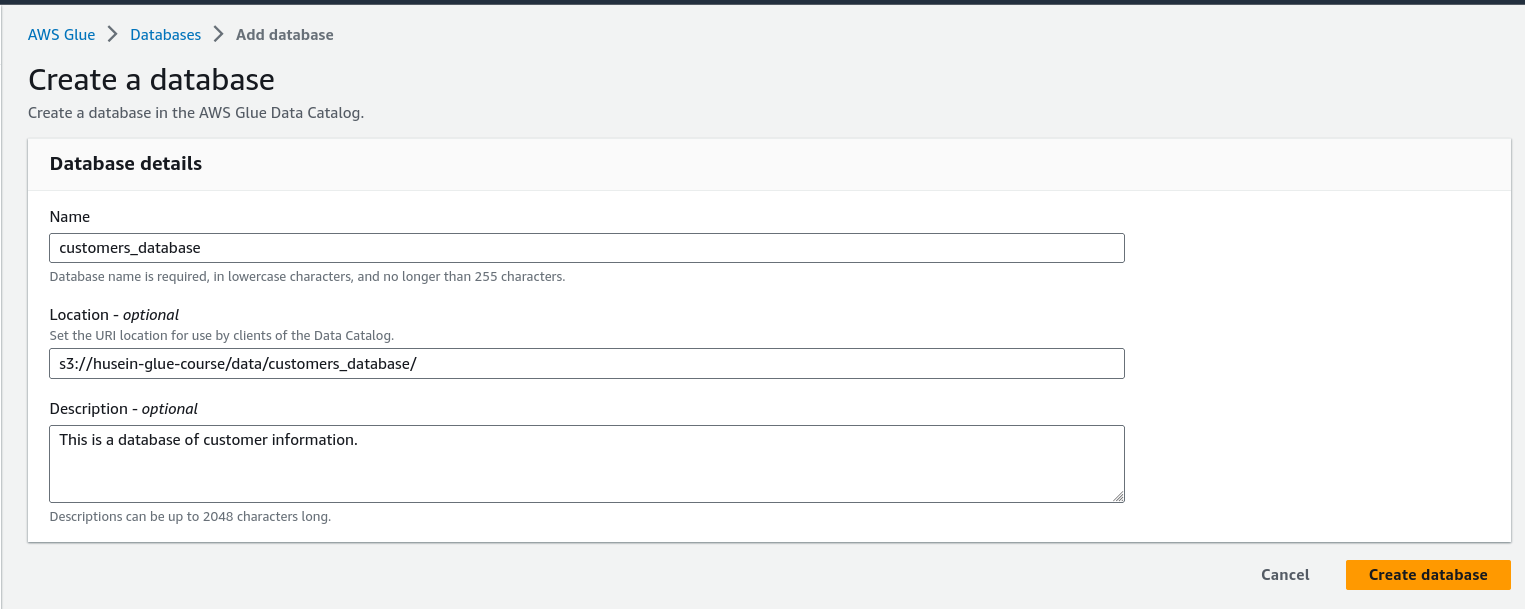 AWS Glue > Databases > Add database
Create a database
Create a database in the AWS Glue Data Catalog.
Database details
Name
customers_database
Database name is required, in lowercase characters, and no longer than 255 characters.
Location - optional
Set the URI location for use by clients of the Data Catalog.
s3://husein-glue-course/data/customers_database/
Description - optional
This is a database of customer information.
Descriptions can be up to 2048 characters long.
Cancel Create database